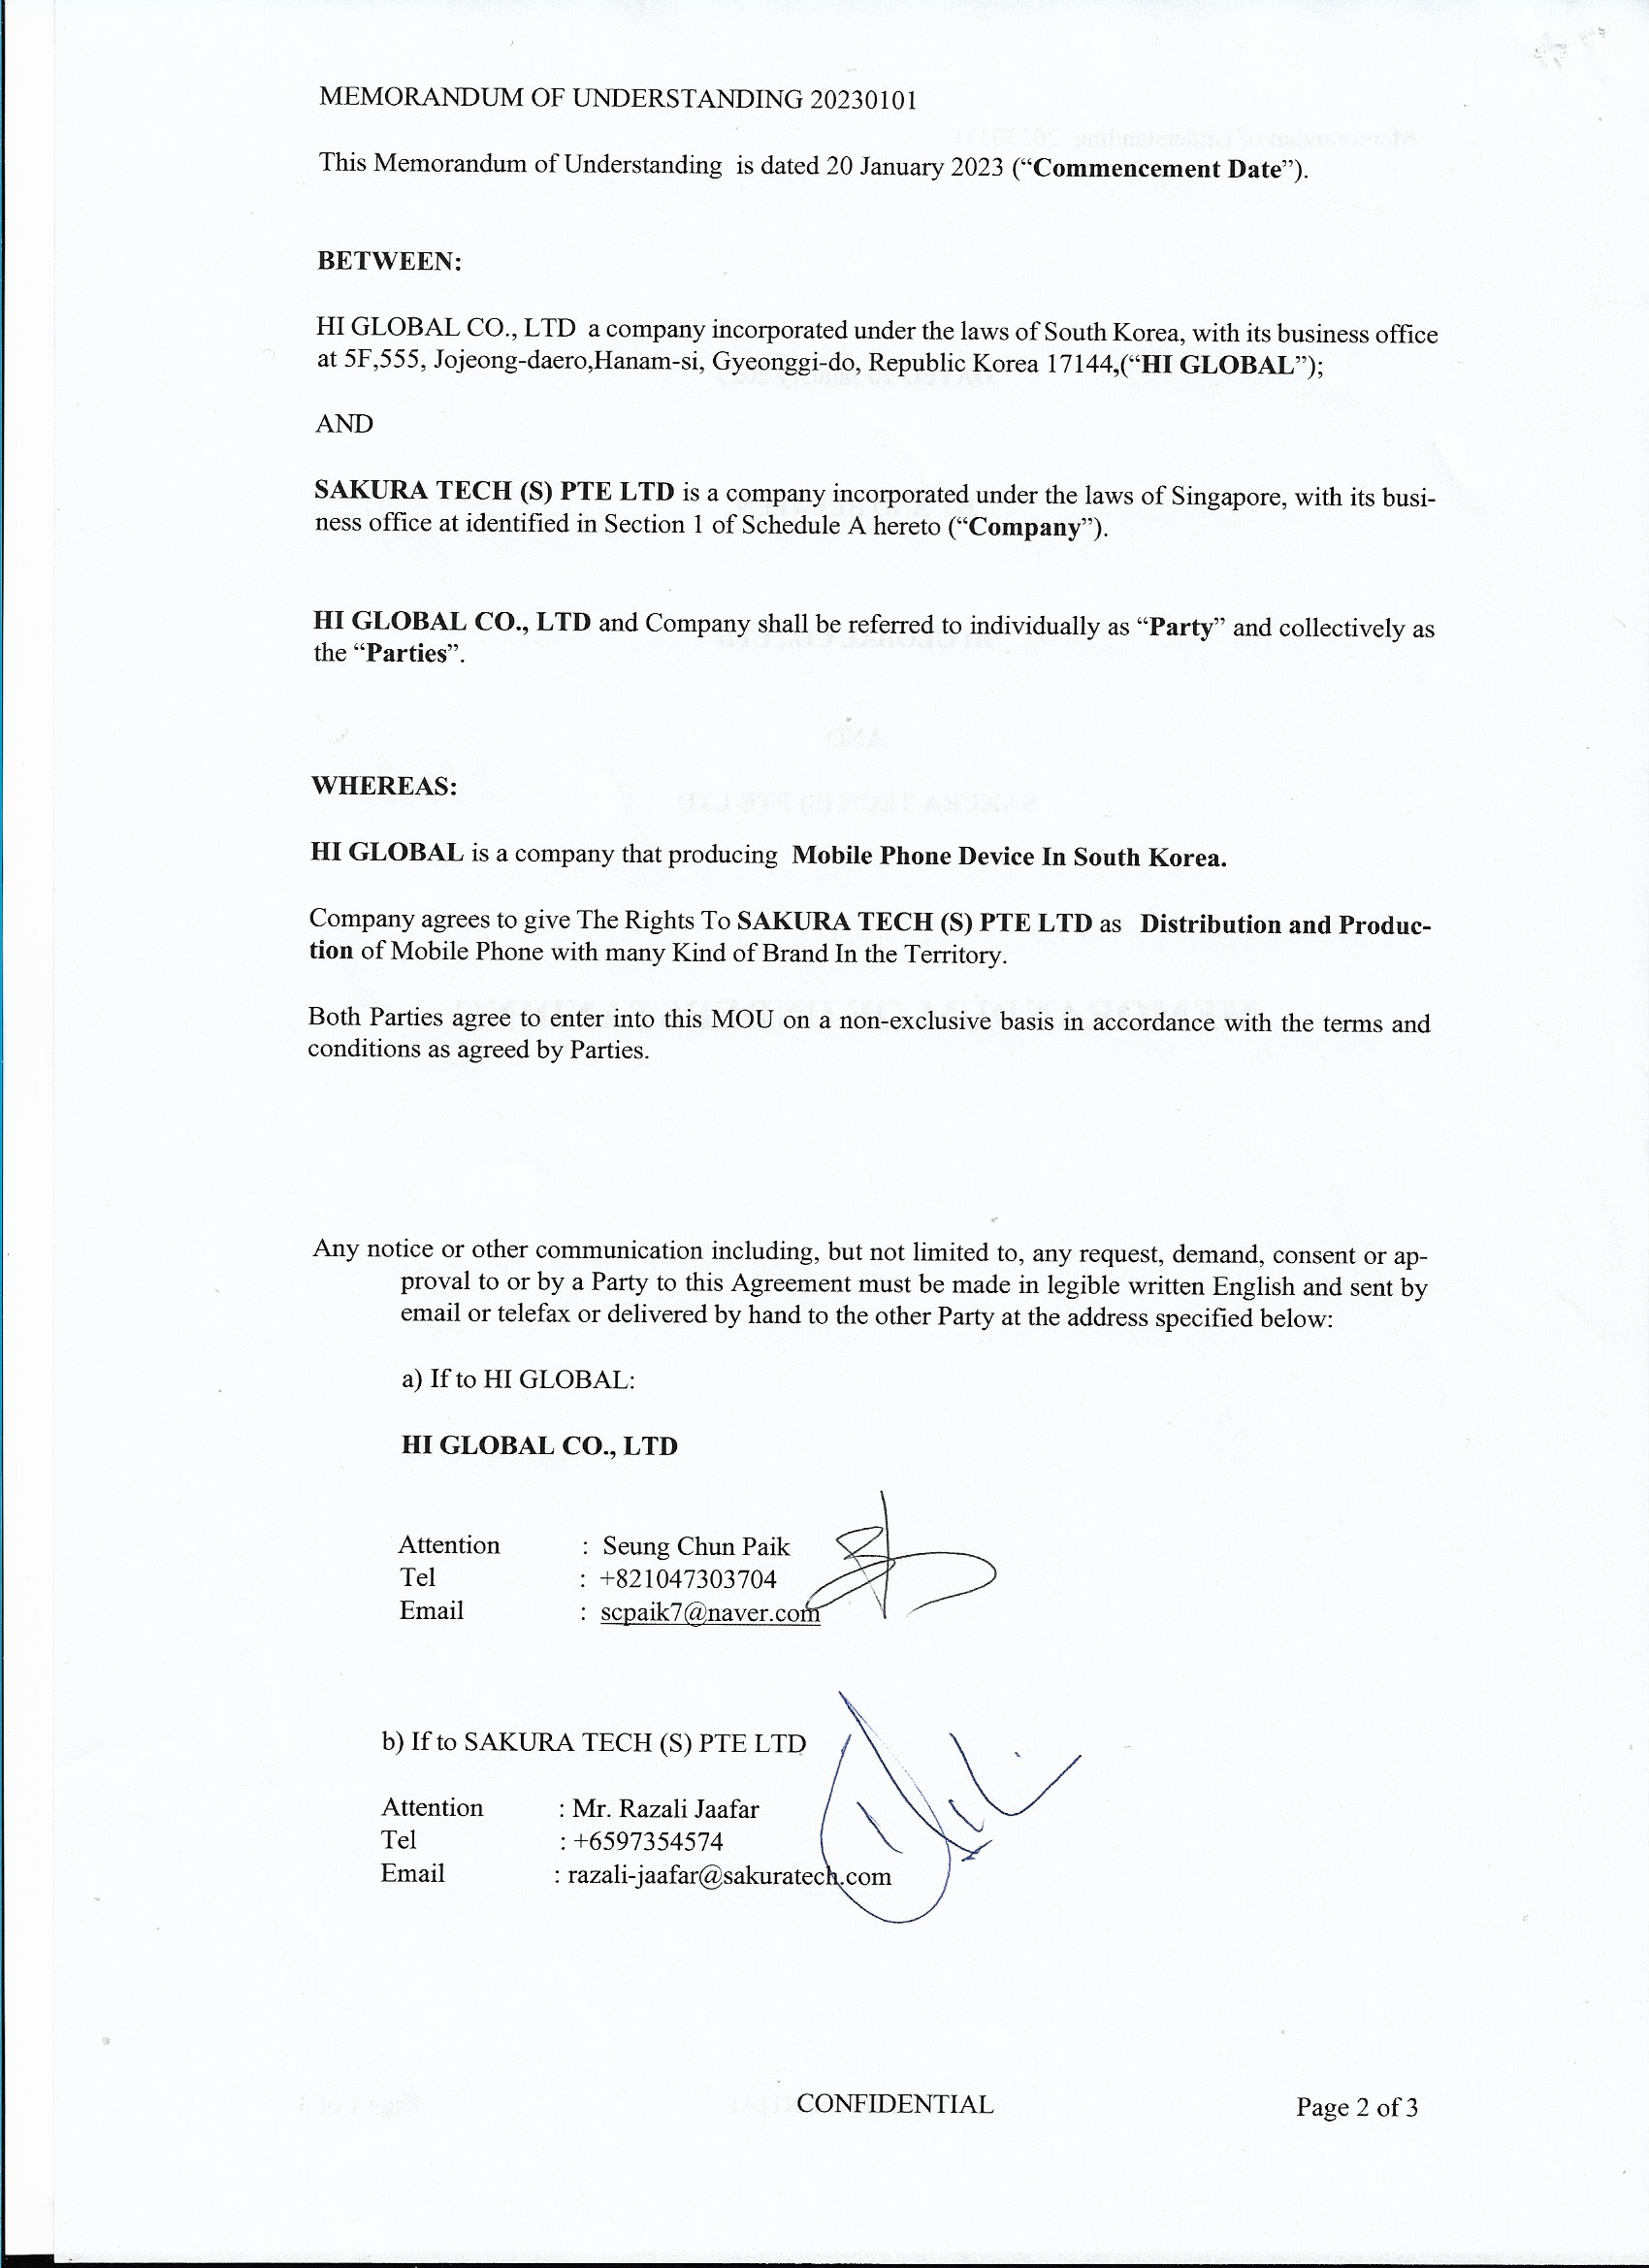 MEMORANDUM OF UNDERSTANDING 20230101
This Memorandum of Understanding is dated 20 January 2023 (“Commencement Date”).
BETWEEN:
HI GLOBAL CO., LTD a company incorporated under the laws of South Korea, with its business office
at 5F,555, Jojeong-daero,Hanam-si, Gyeonggi-do, Republic Korea 17144,(“HI GLOBAL”);
AND
SAKURA TECH (S) PTE LTD is a company incorporated under the laws of Singapore, with its busi-
ness office at identified in Section 1 of Schedule A hereto (“Company”).
HI GLOBAL CO., LTD and Company shall be referred to individually as “Party” and collectively as
the “Parties”.
WHEREAS:
HI GLOBAL is a company that producing Mobile Phone Device In South Korea.
Company agrees to give The Rights To SAKURA TECH (S) PTE LTD as Distribution and Produc-
tion of Mobile Phone with many Kind of Brand In the Territory.
Both Parties agree to enter into this MOU on a non-exclusive basis in accordance with the terms and
conditions as agreed by Parties.
Any notice or other communication including, but not limited to, any request, demand, consent or ap-
proval to or by a Party to this Agreement must be made in legible written English and sent by
email or telefax or delivered by hand to the other Party at the address specified below:
a) If to HI GLOBAL:
HI GLOBAL CO., LTD
Attention : Seung Chun Paik
Tel : +821047303704
Email : scpaik7@naver.com
b) If to SAKURA TECH (S) PTE LTD
Attention : Mr. Razali Jaafar
Tel : +6597354574
Email : razali-jaafar@sakuratech.com
CONFIDENTIAL Page 2 of 3